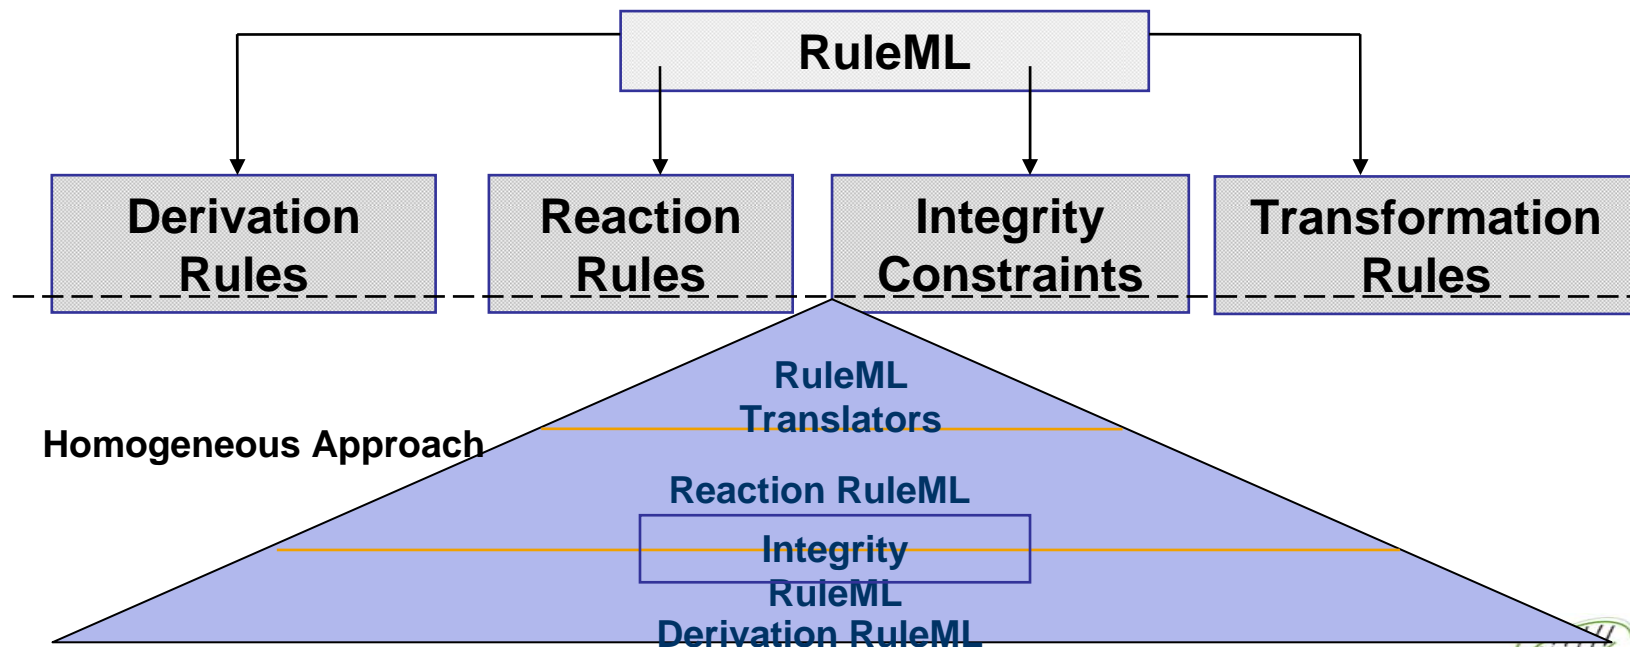 RuleML
Derivation
Rules
Reaction
Rules
Integrity
Constraints
Transformation
Rules
RuleML
Translators
Homogeneous Approach
Reaction RuleML
Integrity
RuleML
Derivation RuleML